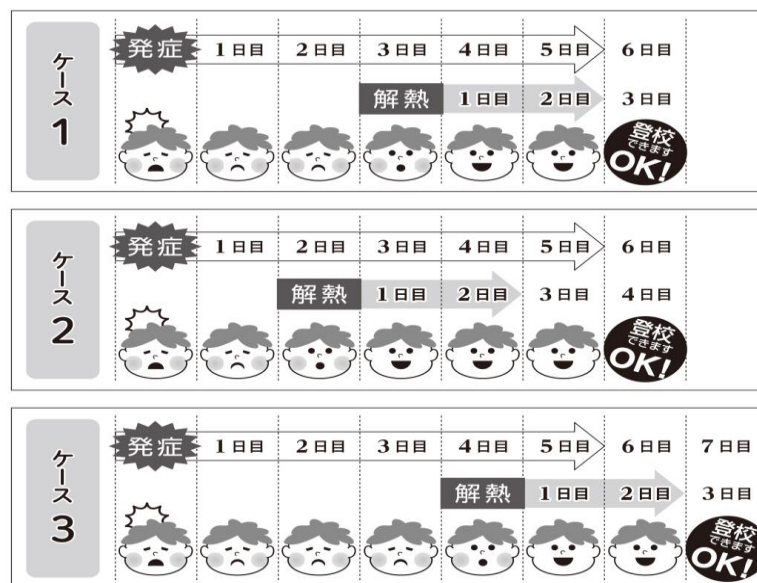 ケース1
発症 1日目 2日目 3日目 4日目 5日目 6日目
解熱 1日目 2日目 3日目
登校
できます
OK!
ケース2
発症 1日目 2日目 3日目 4日目 5日目 6日目
解熱 1日目 2日目 3日目 4日目
登校
できます
OK!
ケース3
発症 1日目 2日目 3日目 4日目 5日目 6日目 7日目
解熱 1日目 2日目 3日目
登校
できます
OK!